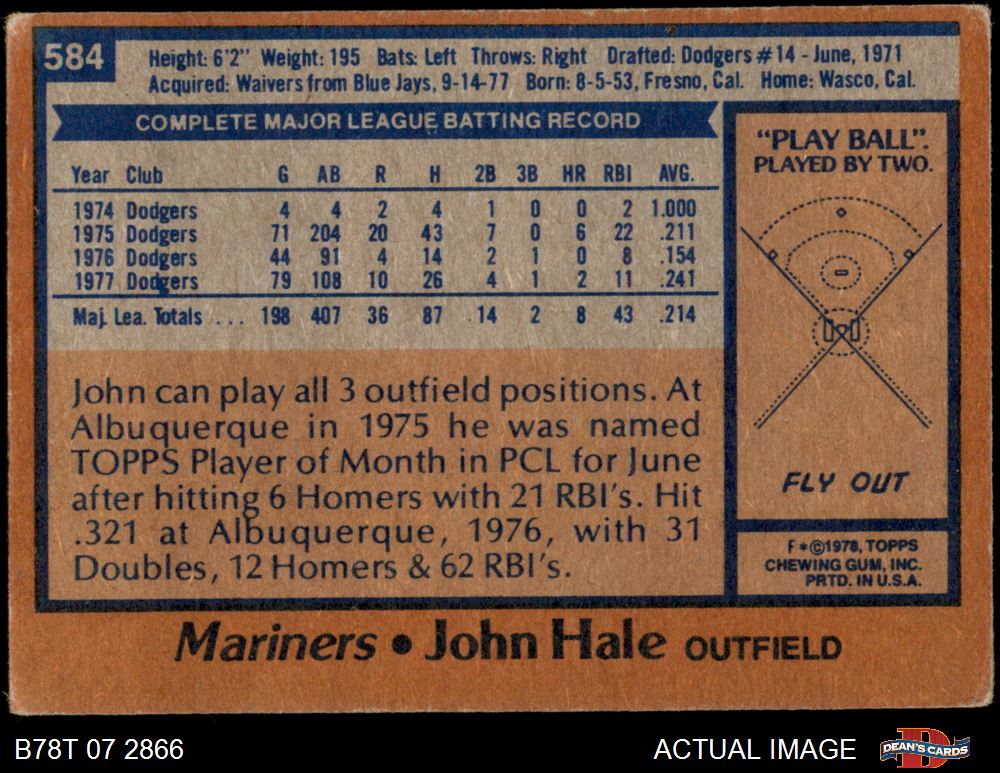 584
Height: 6'2" Weight: 195 Bats: Left Throws: Right Drafted: Dodgers #14 - June, 1971
Acquired: Waivers from Blue Jays, 9-14-77 Born: 8-5-53, Fresno, Cal. Home: Wasco, Cal.
COMPLETE MAJOR LEAGUE BATTING RECORD
Year Club G AB R H 2B 3B HR RBI AVG.
1974 Dodgers 4 4 2 4 1 0 0 2 1.000
1975 Dodgers 71 204 20 43 7 0 6 22 .211
1976 Dodgers 44 91 4 14 2 1 0 8 .154
1977 Dodgers 79 108 10 26 4 1 2 11 .241
Maj. Lea. Totals ... 198 407 36 87 14 2 8 43 .214
John can play all 3 outfield positions. At
Albuquerque in 1975 he was named
TOPPS Player of Month in PCL for June
after hitting 6 Homers with 21 RBI's. Hit
.321 at Albuquerque, 1976, with 31
Doubles, 12 Homers & 62 RBI's.
"PLAY BALL".
PLAYED BY TWO.
FLY OUT
F*©1978, TOPPS
CHEWING GUM, INC.
PRTD. IN U.S.A.
Mariners • John Hale OUTFIELD
B78T 07 2866
ACTUAL IMAGE
DEAN'S CARDS